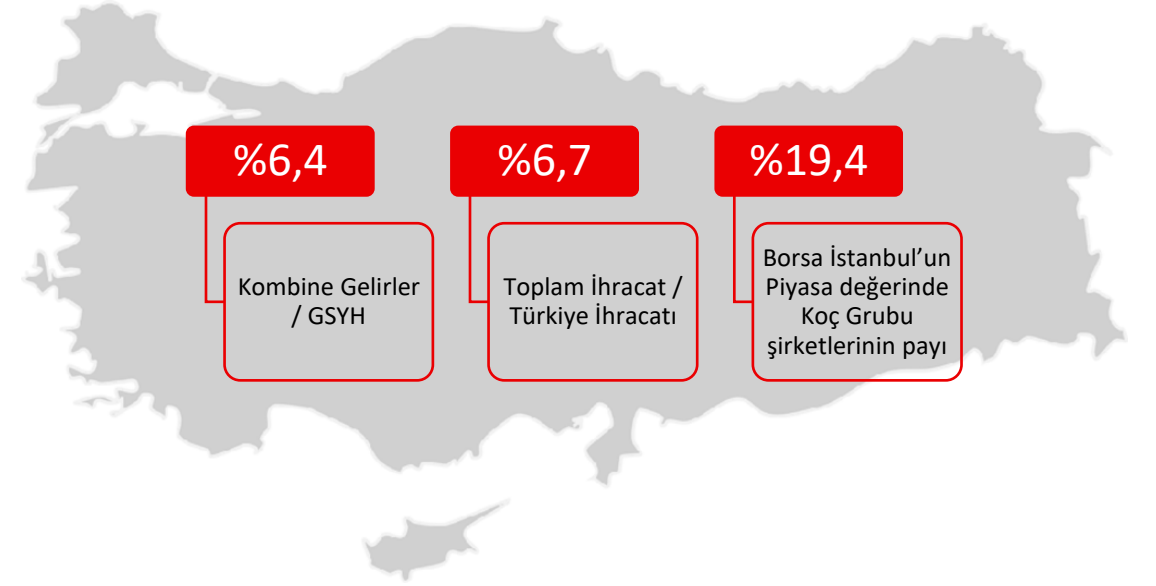 %6,4
Kombine Gelirler
/ GSYH
%6,7
Toplam İhracat /
Türkiye İhracatı
%19,4
Borsa İstanbul’un
Piyasa değerinde
Koç Grubu
şirketlerinin payı